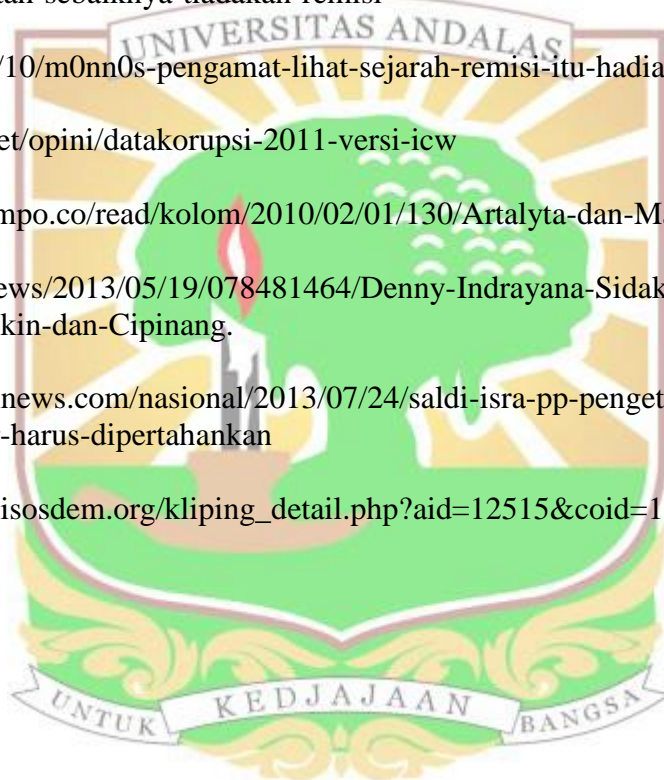 tan sebaiknya tiadakan remisi
UNIVERSITAS ANDALAS
/10/m0nn0s-pengamat-lihat-sejarah-remisi-itu-hadia
et/opini/datakorupsi-2011-versi-icw
mpo.co/read/kolom/2010/02/01/130/Artalyta-dan-Ma
ews/2013/05/19/078481464/Denny-Indrayana-Sidak
kin-dan-Cipinang.
news.com/nasional/2013/07/24/saldi-isra-pp-penget
-harus-dipertahankan
isosdem.org/kliping_detail.php?aid=12515&coid=1
UNTUK KEDJAJAAN BANGSA